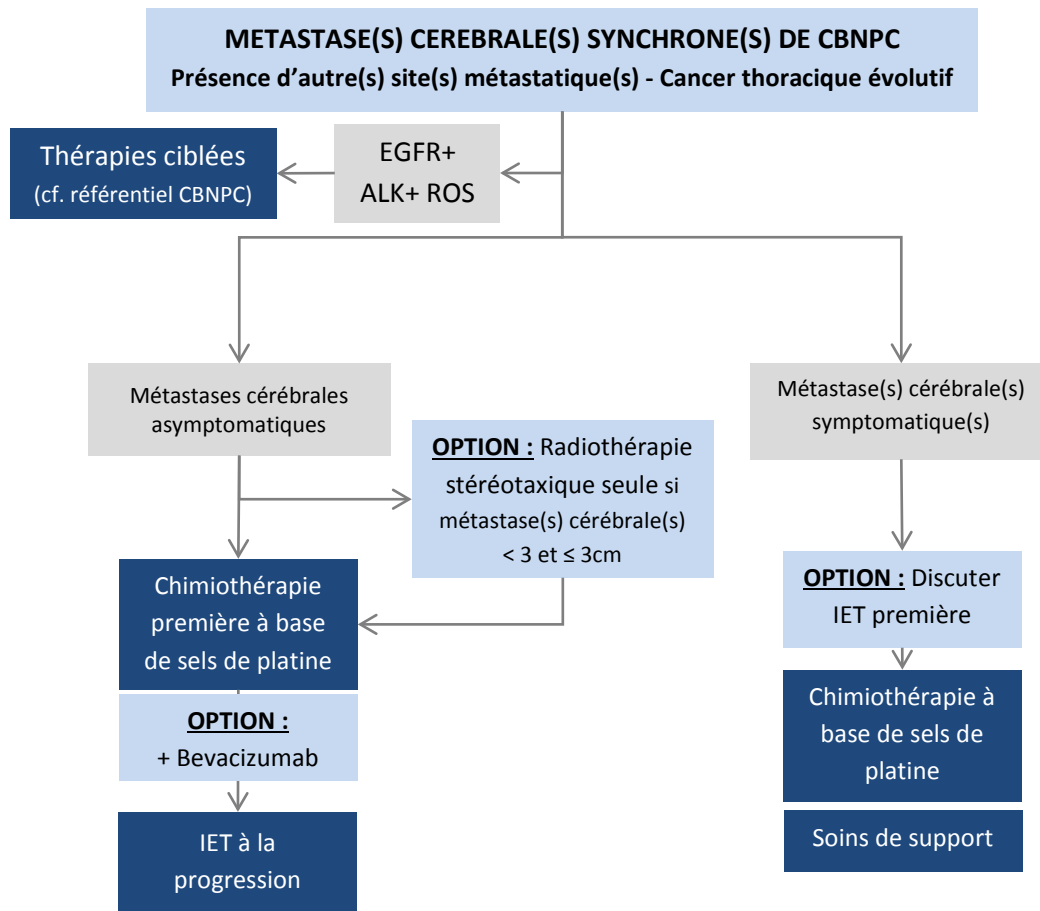 METASTASE(S) CEREBRALE(S) SYNCHRONE(S) DE CBNPC
Présence d'autre(s) site(s) métastatique(s) - Cancer thoracique évolutif
Thérapies ciblées
(cf. référentiel CBNPC)
EGFR+
ALK+ ROS
Métastases cérébrales
asymptomatiques
OPTION : Radiothérapie
stéréotaxique seule si
métastase(s) cérébrale(s)
< 3 et ≤ 3cm
Chimiothérapie
première à base
de sels de platine
OPTION :
+ Bevacizumab
IET à la
progression
Métastase(s) cérébrale(s)
symptomatique(s)
OPTION : Discuter
IET première
Chimiothérapie à
base de sels de
platine
Soins de support